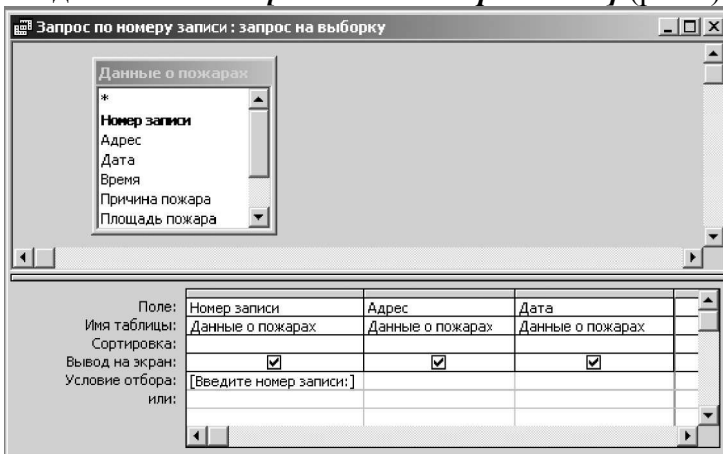 Запрос по номеру записи : запрос на выборку
Данные о пожарах
*
Номер записи
Адрес
Дата
Время
Причина пожара
Площадь пожара
Поле: Номер записи Адрес Дата
Имя таблицы: Данные о пожарах Данные о пожарах Данные о пожарах
Сортировка:
Вывод на экран:
Условие отбора: [Введите номер записи:]
или: